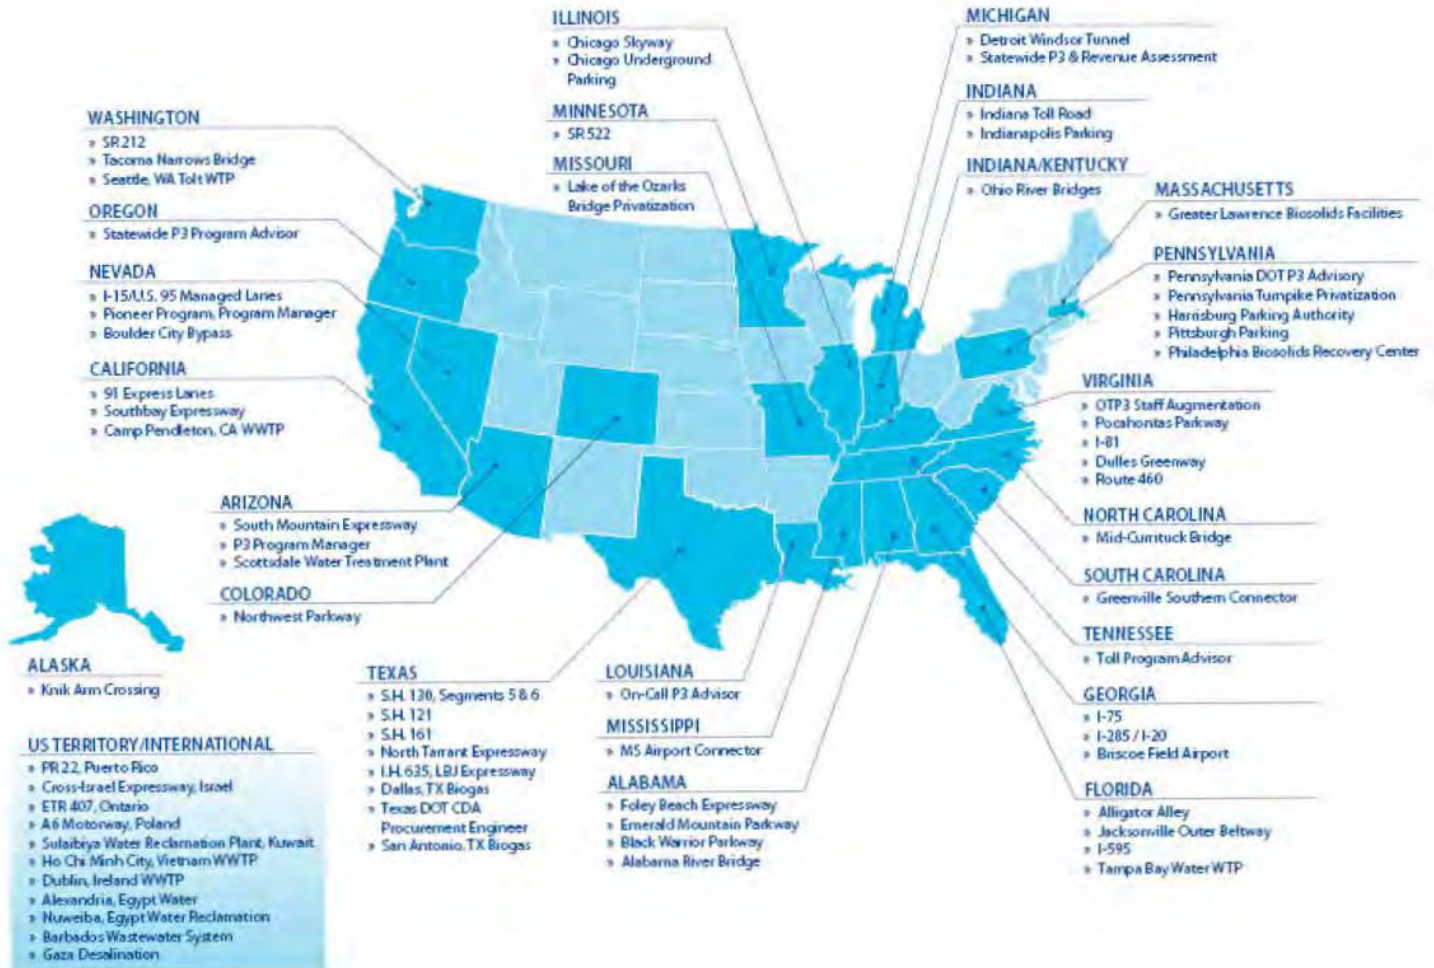 ILLINOIS
» Chicago Skyway
» Chicago Underground
Parking
MINNESOTA
» SR 522
MISSOURI
» Lake of the Ozarks
Bridge Privatization
MICHIGAN
» Detroit Windsor Tunnel
» Statewide P3 & Revenue Assessment
INDIANA
» Indiana Toll Road
» Indianapolis Parking
INDIANA/KENTUCKY
» Ohio River Bridges
MASSACHUSETTS
» Greater Lawrence Biosolids Facilities
PENNSYLVANIA
» Pennsylvania DOT P3 Advisory
» Pennsylvania Turnpike Privatization
» Harrisburg Parking Authority
» Pittsburgh Parking
» Philadelphia Biosolids Recovery Center
VIRGINIA
» OTP3 Staff Augmentation
» Pocahontas Parkway
» I-81
» Dulles Greenway
» Route 460
NORTH CAROLINA
» Mid-Currituck Bridge
SOUTH CAROLINA
» Greenville Southern Connector
TENNESSEE
» Toll Program Advisor
GEORGIA
» I-75
» I-285 / I-20
» Briscoe Field Airport
FLORIDA
» Alligator Alley
» Jacksonville Outer Beltway
» I-595
» Tampa Bay Water WTP
WASHINGTON
» SR 212
» Tacoma Narrows Bridge
» Seattle, WA Tolt WTP
OREGON
» Statewide P3 Program Advisor
NEVADA
» I-15/U.S. 95 Managed Lanes
» Pioneer Program, Program Manager
» Boulder City Bypass
CALIFORNIA
» 91 Express Lanes
» Southbay Expressway
» Camp Pendleton, CA WWTP
ARIZONA
» South Mountain Expressway
» P3 Program Manager
» Scottsdale Water Treatment Plant
COLORADO
» Northwest Parkway
ALASKA
» Knik Arm Crossing
US TERRITORY/INTERNATIONAL
» PR 22, Puerto Rico
» Cross-Israel Expressway, Israel
» ETR 407, Ontario
» A6 Motorway, Poland
» Sulaibiya Water Reclamation Plant, Kuwait
» Ho Chi Minh City, Vietnam WWTP
» Dublin, Ireland WWTP
» Alexandria, Egypt Water
» Nuweiba, Egypt Water Reclamation
» Barbados Wastewater System
» Gaza Desalination
TEXAS
» S.H. 130, Segments 5 & 6
» S.H. 121
» S.H. 161
» North Tarrant Expressway
» I.H. 635, LBJ Expressway
» Dallas, TX Biogas
» Texas DOT CDA
Procurement Engineer
» San Antonio, TX Biogas
LOUISIANA
» On-Call P3 Advisor
MISSISSIPPI
» MS Airport Connector
ALABAMA
» Foley Beach Expressway
» Emerald Mountain Parkway
» Black Warrior Parkway
» Alabama River Bridge